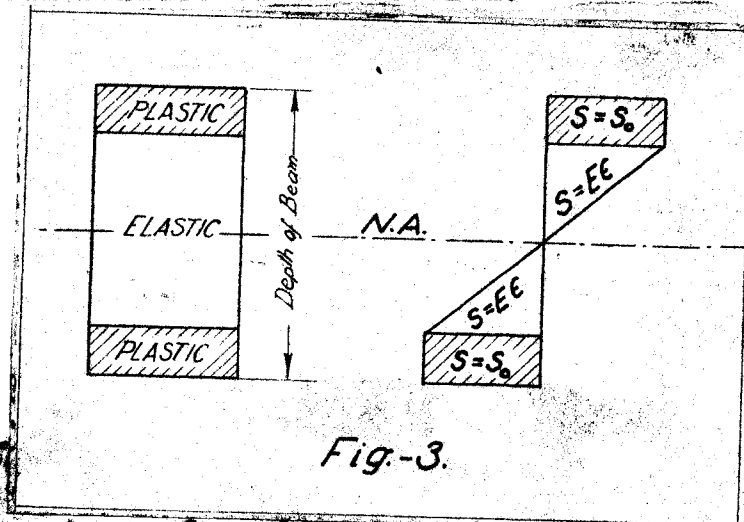 PLASTIC
ELASTIC
PLASTIC
Depth of Beam
N.A.
S = S₀
S = Eϵ
S = Eϵ
S = S₀
Fig.-3.